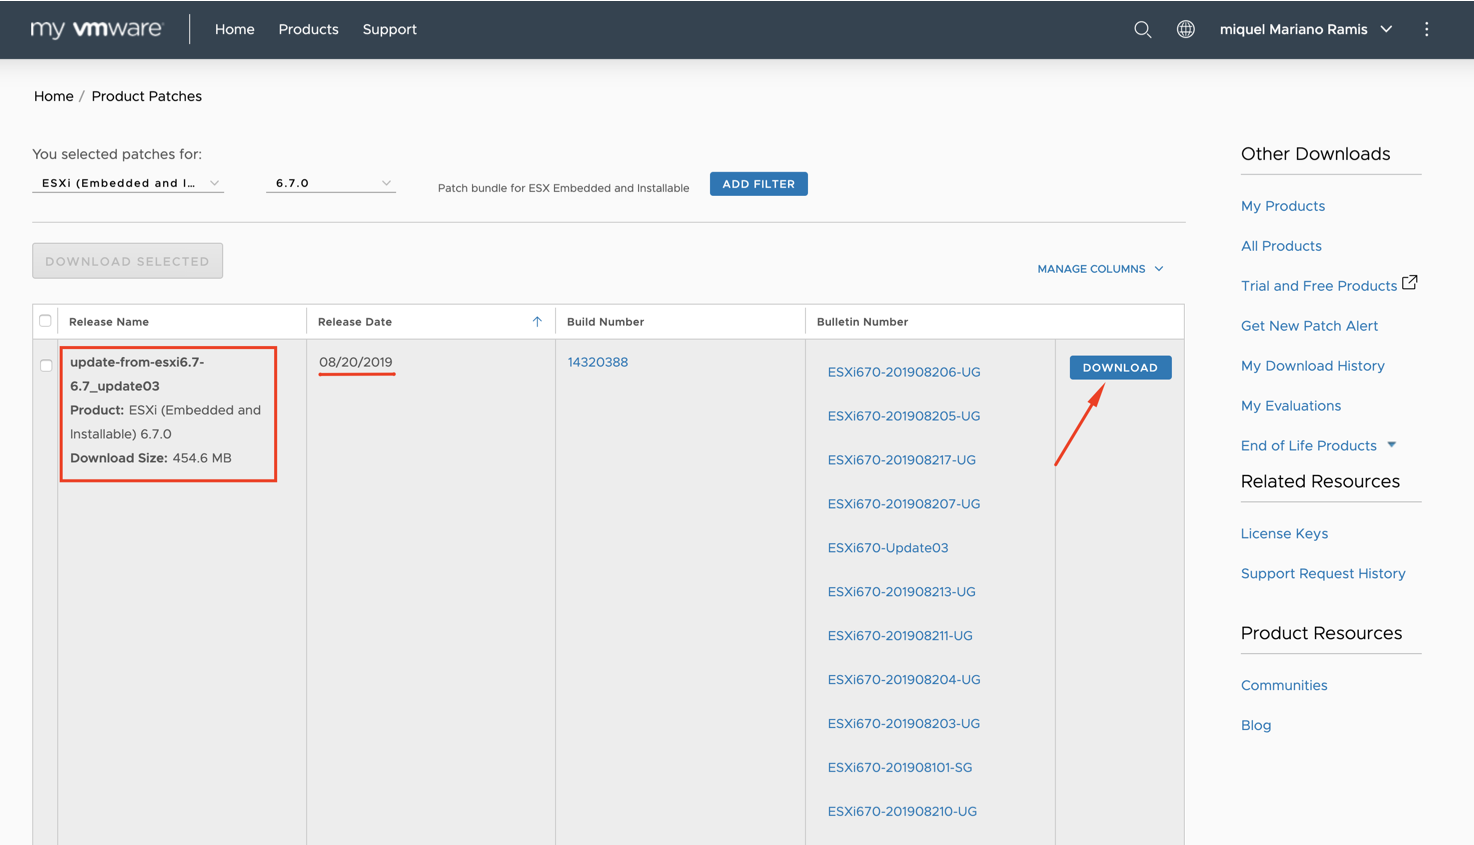 my vmware
Home
Products
Support
miquel Mariano Ramis
Home / Product Patches
You selected patches for:
ESXi (Embedded and I...
6.7.0
Patch bundle for ESX Embedded and Installable
ADD FILTER
DOWNLOAD SELECTED
MANAGE COLUMNS
Release Name
Release Date
Build Number
Bulletin Number
update-from-esxi6.7-
6.7_update03
Product: ESXi (Embedded and
Installable) 6.7.0
Download Size: 454.6 MB
08/20/2019
14320388
ESXi670-201908206-UG
ESXi670-201908205-UG
ESXi670-201908217-UG
ESXi670-201908207-UG
ESXi670-Update03
ESXi670-201908213-UG
ESXi670-201908211-UG
ESXi670-201908204-UG
ESXi670-201908203-UG
ESXi670-201908101-SG
ESXi670-201908210-UG
DOWNLOAD
Other Downloads
My Products
All Products
Trial and Free Products
Get New Patch Alert
My Download History
My Evaluations
End of Life Products
Related Resources
License Keys
Support Request History
Product Resources
Communities
Blog